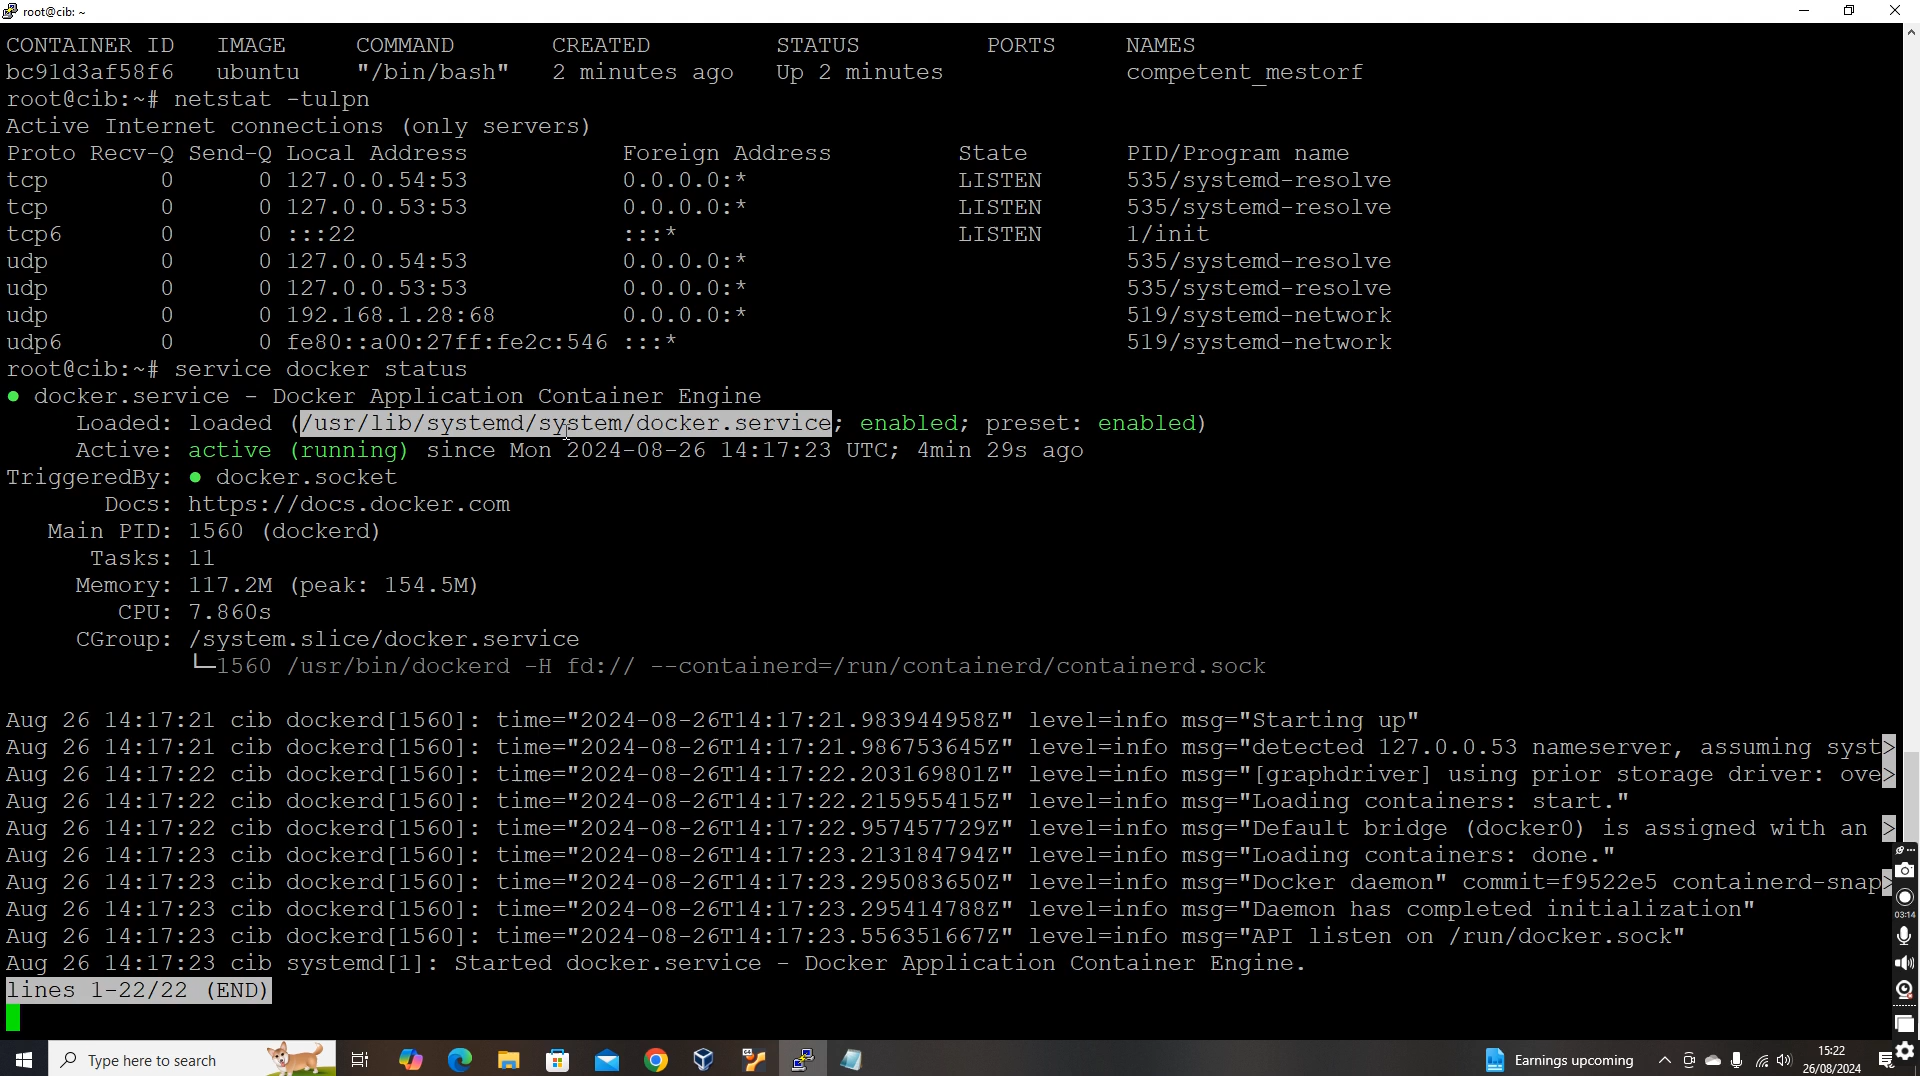 root@cib: ~
CONTAINER ID   IMAGE     COMMAND       CREATED         STATUS         PORTS     NAMES
bc91d3af58f6   ubuntu    "/bin/bash"   2 minutes ago   Up 2 minutes             competent_mestorf
root@cib:~# netstat -tulpn
Active Internet connections (only servers)
Proto Recv-Q Send-Q Local Address           Foreign Address         State       PID/Program name
tcp        0      0 127.0.0.54:53           0.0.0.0:*               LISTEN      535/systemd-resolve
tcp        0      0 127.0.0.53:53           0.0.0.0:*               LISTEN      535/systemd-resolve
tcp6       0      0 :::22                   :::*                    LISTEN      1/init
udp        0      0 127.0.0.54:53           0.0.0.0:*                           535/systemd-resolve
udp        0      0 127.0.0.53:53           0.0.0.0:*                           535/systemd-resolve
udp        0      0 192.168.1.28:68         0.0.0.0:*                           519/systemd-network
udp6       0      0 fe80::a00:27ff:fe2c:546 :::*                                519/systemd-network
root@cib:~# service docker status
● docker.service - Docker Application Container Engine
     Loaded: loaded (/usr/lib/systemd/system/docker.service; enabled; preset: enabled)
     Active: active (running) since Mon 2024-08-26 14:17:23 UTC; 4min 29s ago
TriggeredBy: ● docker.socket
       Docs: https://docs.docker.com
   Main PID: 1560 (dockerd)
      Tasks: 11
     Memory: 117.2M (peak: 154.5M)
        CPU: 7.860s
     CGroup: /system.slice/docker.service
             └─1560 /usr/bin/dockerd -H fd:// --containerd=/run/containerd/containerd.sock
Aug 26 14:17:21 cib dockerd[1560]: time="2024-08-26T14:17:21.983944958Z" level=info msg="Starting up"
Aug 26 14:17:21 cib dockerd[1560]: time="2024-08-26T14:17:21.986753645Z" level=info msg="detected 127.0.0.53 nameserver, assuming syst>
Aug 26 14:17:22 cib dockerd[1560]: time="2024-08-26T14:17:22.203169801Z" level=info msg="[graphdriver] using prior storage driver: ove>
Aug 26 14:17:22 cib dockerd[1560]: time="2024-08-26T14:17:22.215955415Z" level=info msg="Loading containers: start."
Aug 26 14:17:22 cib dockerd[1560]: time="2024-08-26T14:17:22.957457729Z" level=info msg="Default bridge (docker0) is assigned with an >
Aug 26 14:17:23 cib dockerd[1560]: time="2024-08-26T14:17:23.213184794Z" level=info msg="Loading containers: done."
Aug 26 14:17:23 cib dockerd[1560]: time="2024-08-26T14:17:23.295083650Z" level=info msg="Docker daemon" commit=f9522e5 containerd-snap>
Aug 26 14:17:23 cib dockerd[1560]: time="2024-08-26T14:17:23.295414788Z" level=info msg="Daemon has completed initialization"
Aug 26 14:17:23 cib dockerd[1560]: time="2024-08-26T14:17:23.556351667Z" level=info msg="API listen on /run/docker.sock"
Aug 26 14:17:23 cib systemd[1]: Started docker.service - Docker Application Container Engine.
lines 1-22/22 (END)
03:14
Type here to search
Earnings upcoming
15:22
26/08/2024